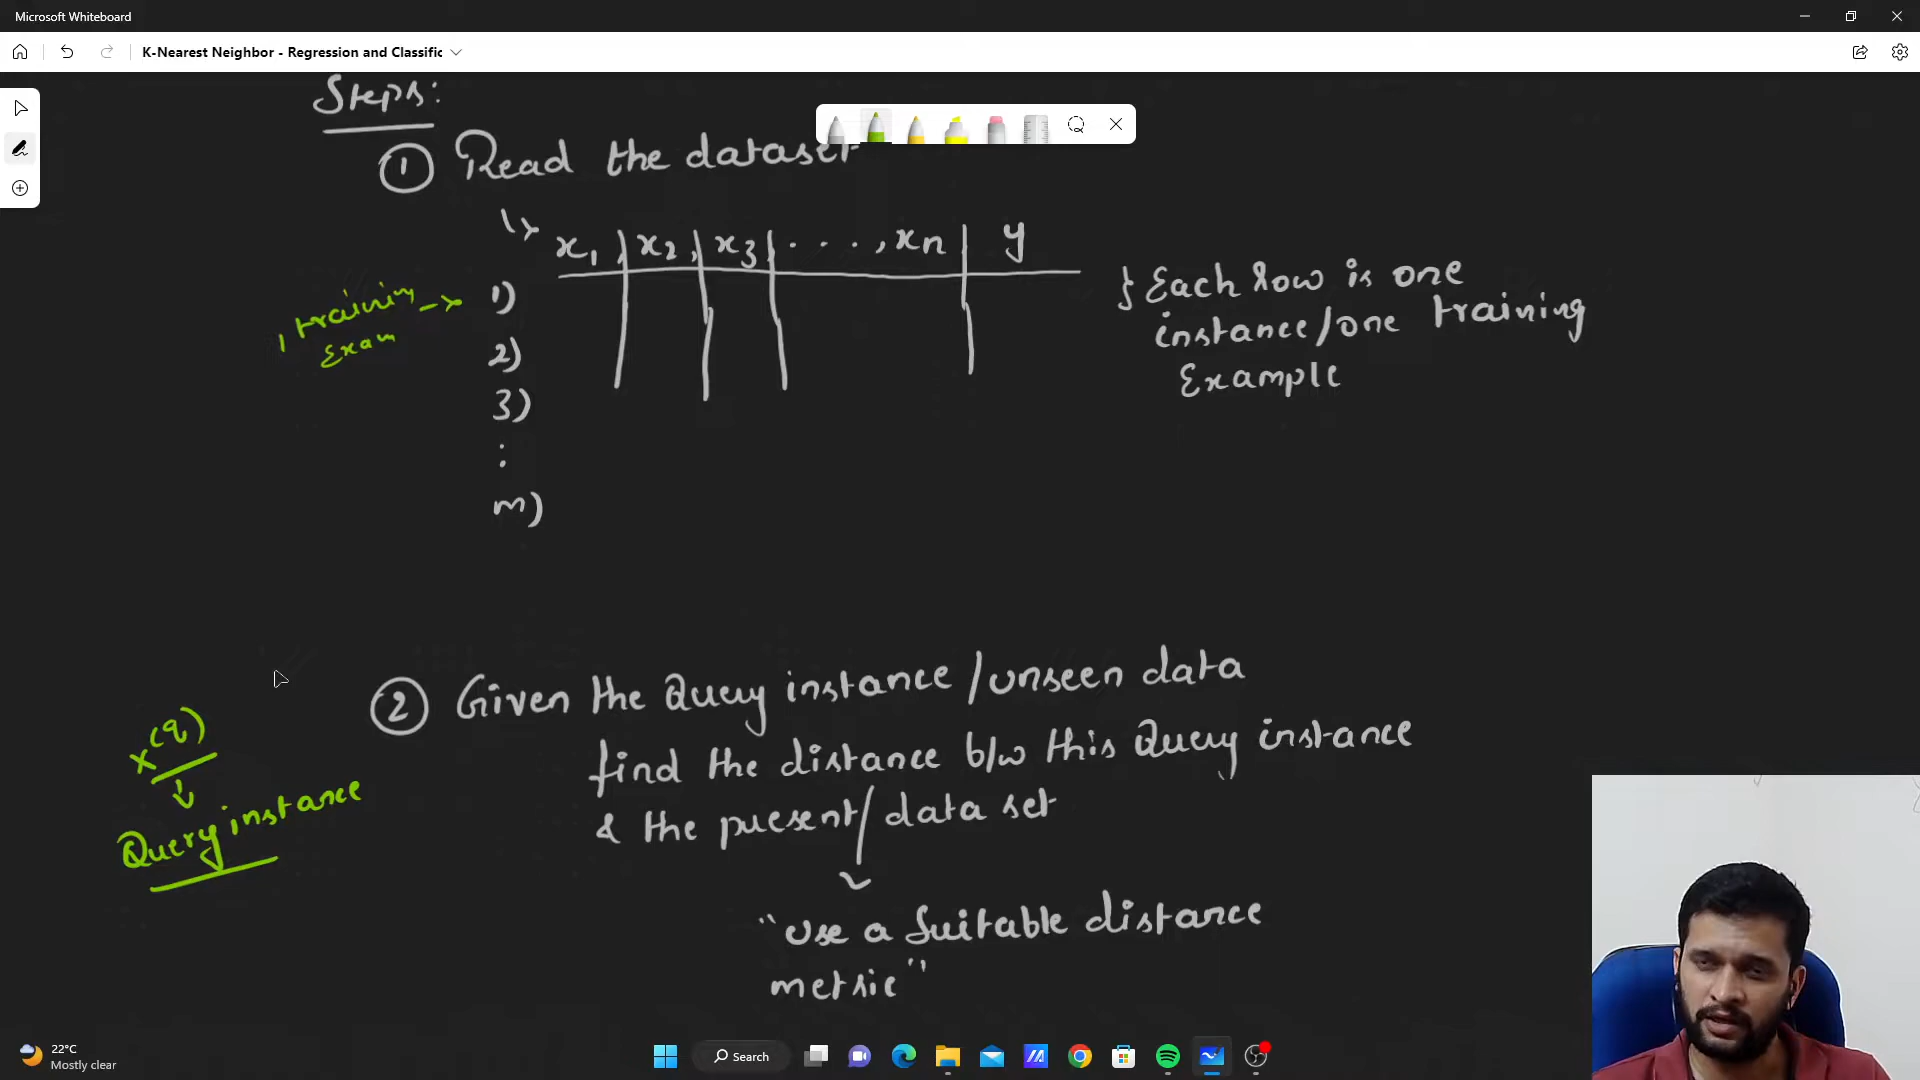 Microsoft Whiteboard
K-Nearest Neighbor - Regression and Classific
Steps:
1 Read the dataset
x1, x2, x3, . . . , xn y
1)
2)
3)
:
m)
1 training
Exam
} Each row is one
instance/one training
Example
2 Given the Query instance/unseen data
find the distance b/w this Query instance
& the present/data set
"Use a Suitable distance
metric"
x(q)
Query instance
22°C
Mostly clear
Search